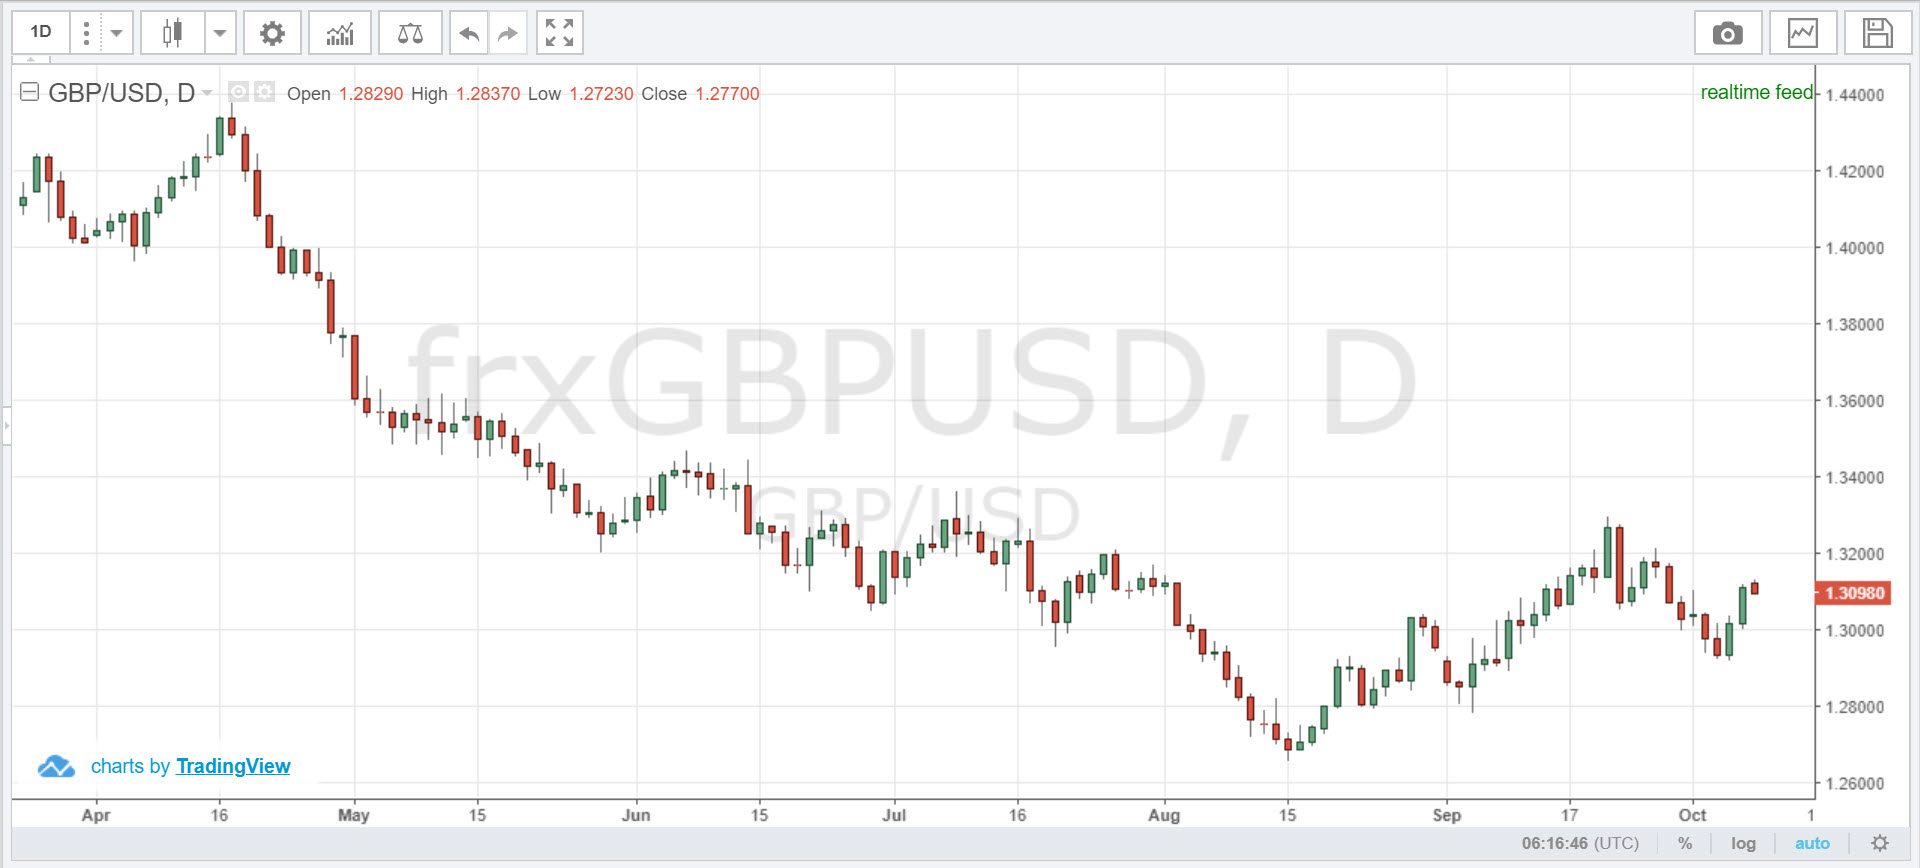 1D
GBP/USD, D Open 1.28290 High 1.28370 Low 1.27230 Close 1.27700
realtime feed
1.44000
1.42000
1.40000
1.38000
frxGBPUSD, D
1.36000
1.34000
GBP/USD
1.32000
1.30980
1.30000
1.28000
charts by TradingView
1.26000
Apr 16 May 15 Jun 15 Jul 16 Aug 15 Sep 17 Oct 1
06:16:46 (UTC) % log auto